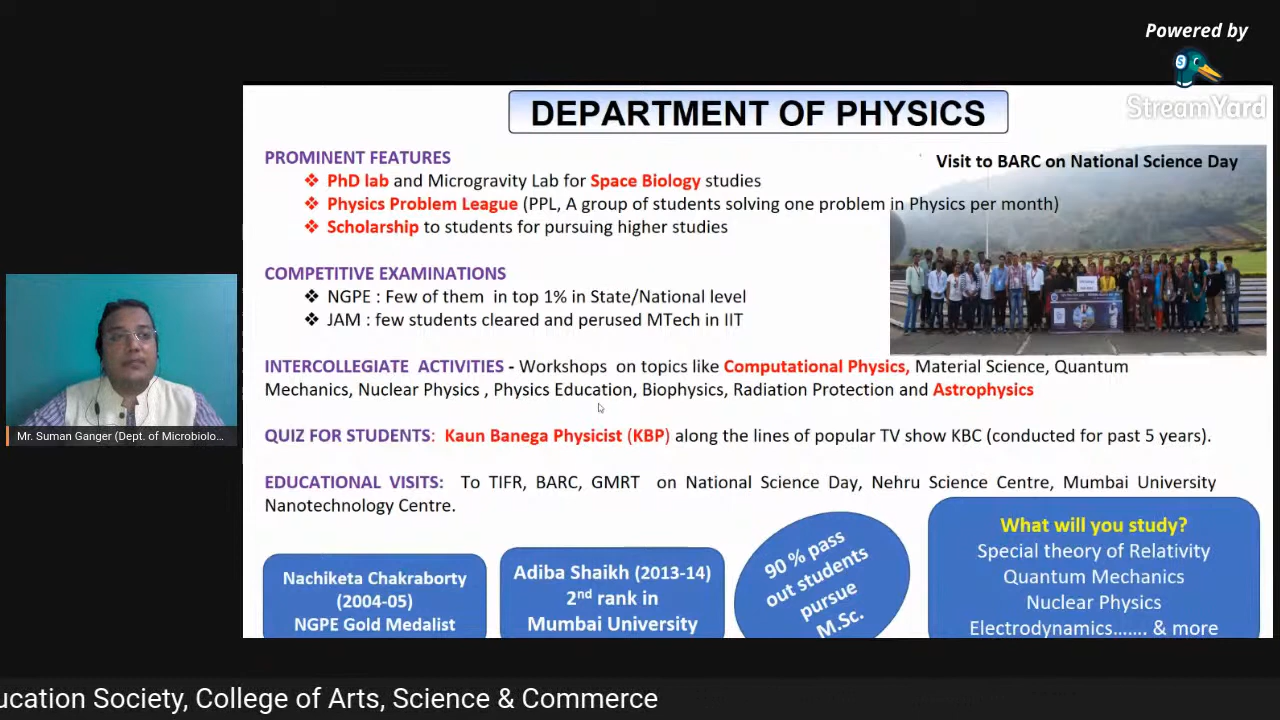 Powered by
StreamYard
DEPARTMENT OF PHYSICS
PROMINENT FEATURES
Visit to BARC on National Science Day
❖ PhD lab and Microgravity Lab for Space Biology studies
❖ Physics Problem League (PPL, A group of students solving one problem in Physics per month)
❖ Scholarship to students for pursuing higher studies
COMPETITIVE EXAMINATIONS
❖ NGPE : Few of them in top 1% in State/National level
❖ JAM : few students cleared and perused MTech in IIT
INTERCOLLEGIATE ACTIVITIES - Workshops on topics like Computational Physics, Material Science, Quantum
Mechanics, Nuclear Physics , Physics Education, Biophysics, Radiation Protection and Astrophysics
Mr. Suman Ganger (Dept. of Microbiolo...
QUIZ FOR STUDENTS: Kaun Banega Physicist (KBP) along the lines of popular TV show KBC (conducted for past 5 years).
EDUCATIONAL VISITS: To TIFR, BARC, GMRT on National Science Day, Nehru Science Centre, Mumbai University
Nanotechnology Centre.
Nachiketa Chakraborty
(2004-05)
NGPE Gold Medalist
Adiba Shaikh (2013-14)
2nd rank in
Mumbai University
90 % pass
out students
pursue
M.Sc.
What will you study?
Special theory of Relativity
Quantum Mechanics
Nuclear Physics
Electrodynamics....... & more
ucation Society, College of Arts, Science & Commerce